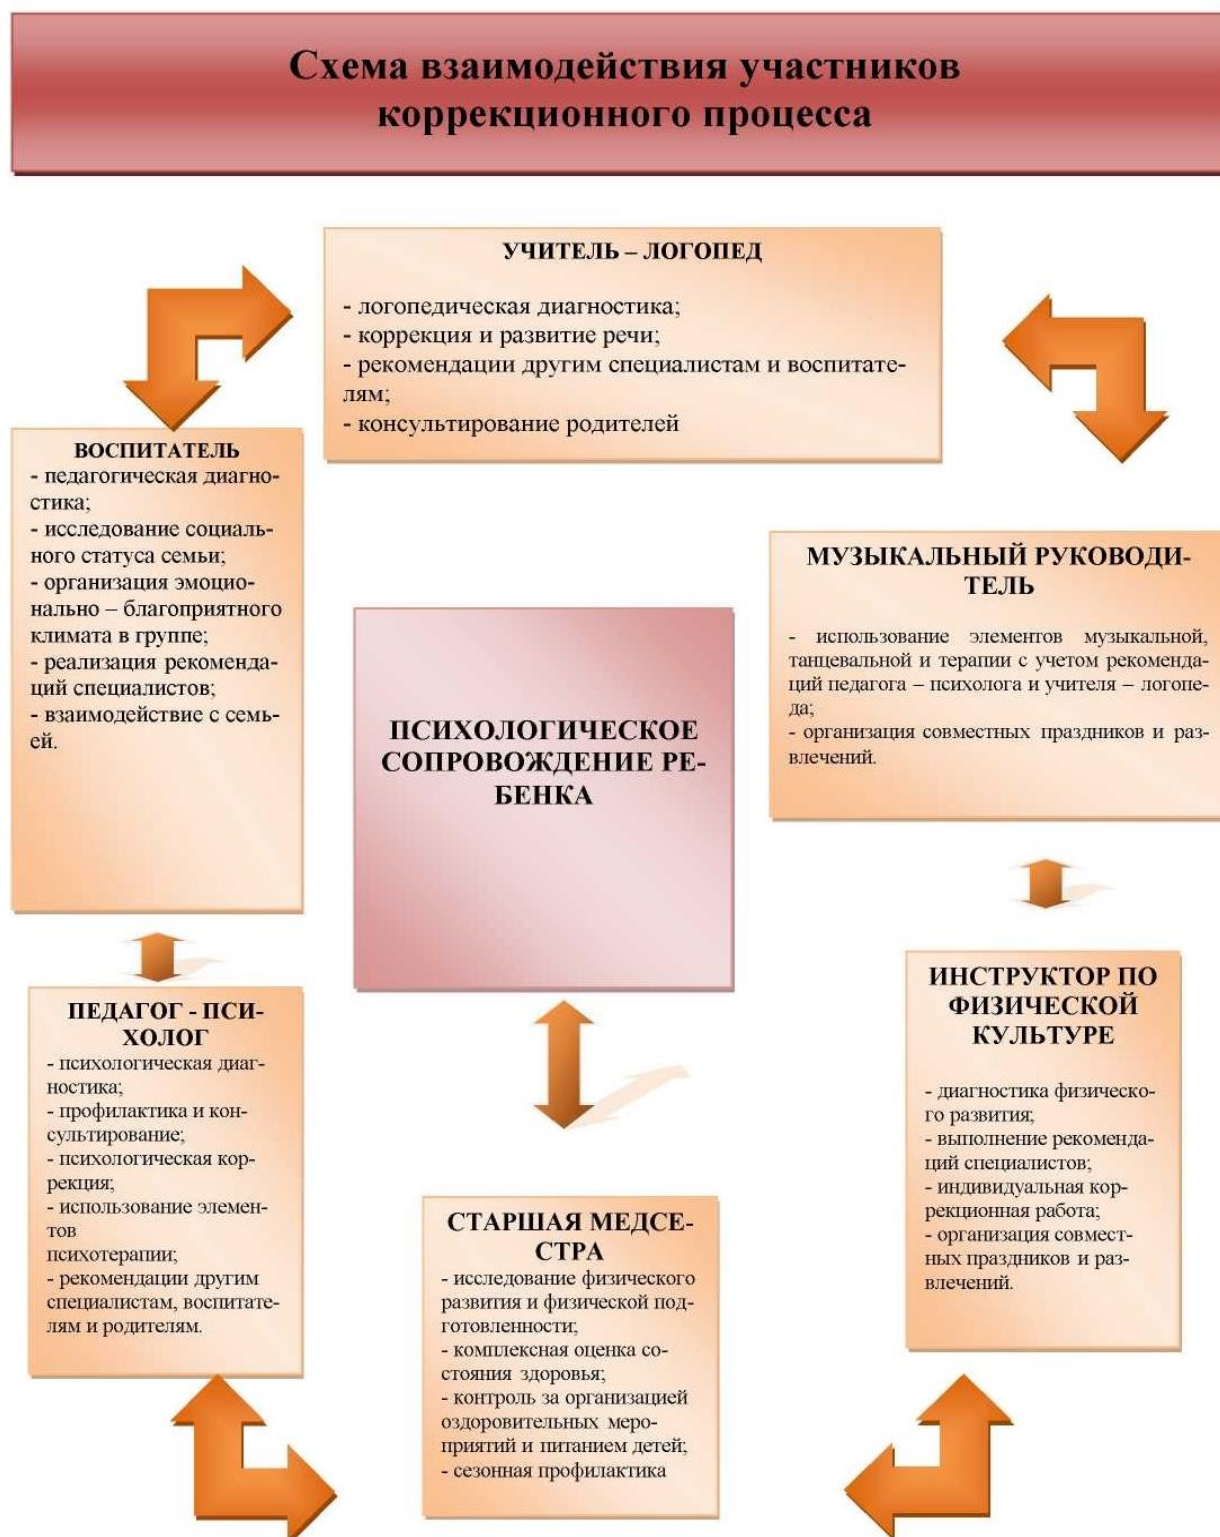 Схема взаимодействия участников
коррекционного процесса
УЧИТЕЛЬ – ЛОГОПЕД
- логопедическая диагностика;
- коррекция и развитие речи;
- рекомендации другим специалистам и воспитате-
лям;
- консультирование родителей
ВОСПИТАТЕЛЬ
- педагогическая диагно-
стика;
- исследование социаль-
ного статуса семьи;
- организация эмоцио-
нально – благоприятного
климата в группе;
- реализация рекоменда-
ций специалистов;
- взаимодействие с семь-
ей.
МУЗЫКАЛЬНЫЙ РУКОВОДИ-
ТЕЛЬ
- использование элементов музыкальной,
танцевальной и терапии с учетом рекоменда-
ций педагога – психолога и учителя – логопе-
да;
- организация совместных праздников и раз-
влечений.
ПСИХОЛОГИЧЕСКОЕ
СОПРОВОЖДЕНИЕ РЕ-
БЕНКА
ПЕДАГОГ - ПСИ-
ХОЛОГ
- психологическая диаг-
ностика;
- профилактика и кон-
сультирование;
- психологическая кор-
рекция;
- использование элемен-
тов
психотерапии;
- рекомендации другим
специалистам, воспитате-
лям и родителям.
СТАРШАЯ МЕДСЕ-
СТРА
- исследование физического
развития и физической под-
готовленности;
- комплексная оценка со-
стояния здоровья;
- контроль за организацией
оздоровительных меро-
приятий и питанием детей;
- сезонная профилактика
ИНСТРУКТОР ПО
ФИЗИЧЕСКОЙ
КУЛЬТУРЕ
- диагностика физическо-
го развития;
- выполнение рекоменда-
ций специалистов;
- индивидуальная кор-
рекционная работа;
- организация совмест-
ных праздников и раз-
влечений.